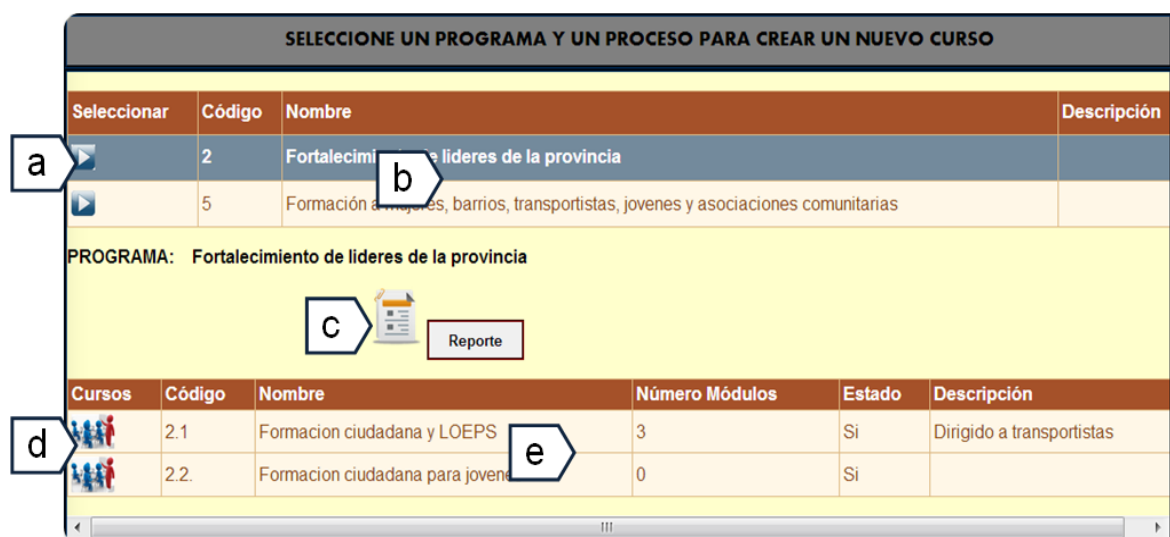 SELECCIONE UN PROGRAMA Y UN PROCESO PARA CREAR UN NUEVO CURSO
Seleccionar Código Nombre Descripción
a 2 Fortalecimiento de lideres de la provincia
b
5 Formación a mujeres, barrios, transportistas, jovenes y asociaciones comunitarias
PROGRAMA: Fortalecimiento de lideres de la provincia
c Reporte
Cursos Código Nombre Número Módulos Estado Descripción
d 2.1 Formacion ciudadana y LOEPS 3 Si Dirigido a transportistas
e
2.2. Formacion ciudadana para 0 Si